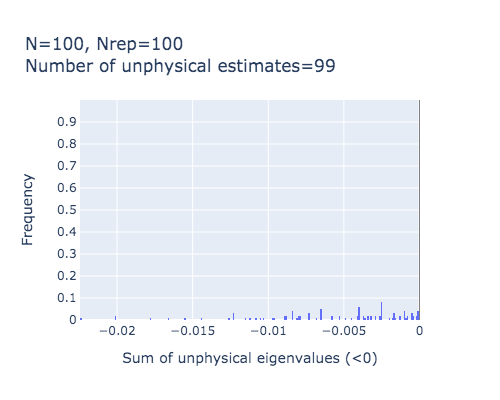 N=100, Nrep=100
Number of unphysical estimates=99
0.9
0.8
0.7
0.6
0.5
0.4
0.3
0.2
0.1
0
Frequency
−0.02 −0.015 −0.01 −0.005 0
Sum of unphysical eigenvalues (<0)